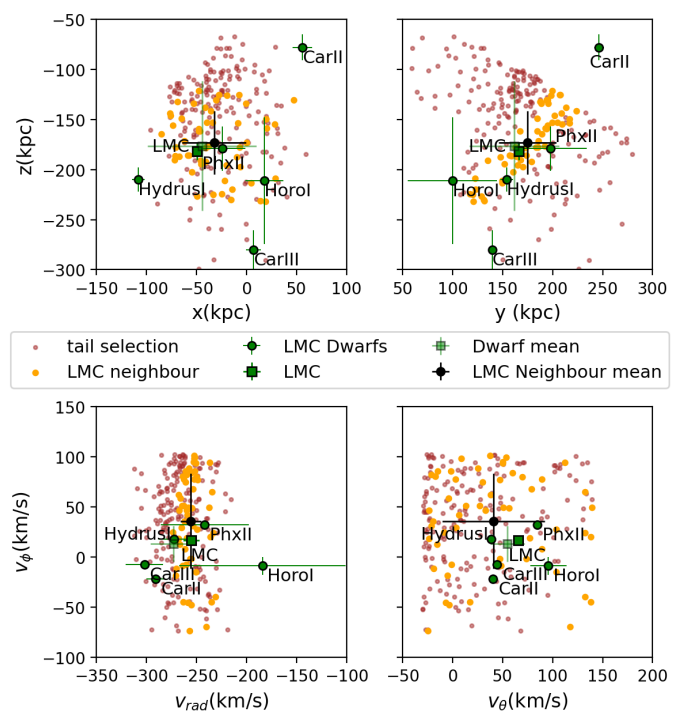 −50
−100
−150
−200
−250
−300
z(kpc)
CarII
LMC
PhxII
HydrusI
HoroI
CarIII
−150 −100 −50 0 50 100
x(kpc)
CarII
PhxII
LMC
HoroI
HydrusI
CarIII
50 100 150 200 250 300
y (kpc)
tail selection
LMC neighbour
LMC Dwarfs
LMC
Dwarf mean
LMC Neighbour mean
150
100
50
0
−50
−100
v_ϕ(km/s)
HydrusI
PhxII
LMC
CarIII
HoroI
CarII
−350 −300 −250 −200 −150 −100
v_rad(km/s)
HydrusI
PhxII
LMC
CarIII
HoroI
CarII
−50 0 50 100 150 200
v_θ(km/s)